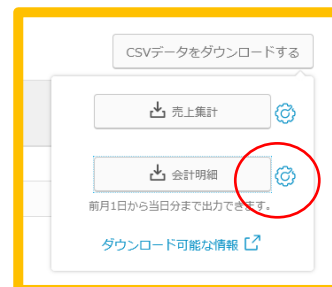 CSVデータをダウンロードする
売上集計
会計明細
前月1日から当日分まで出力できます。
ダウンロード可能な情報